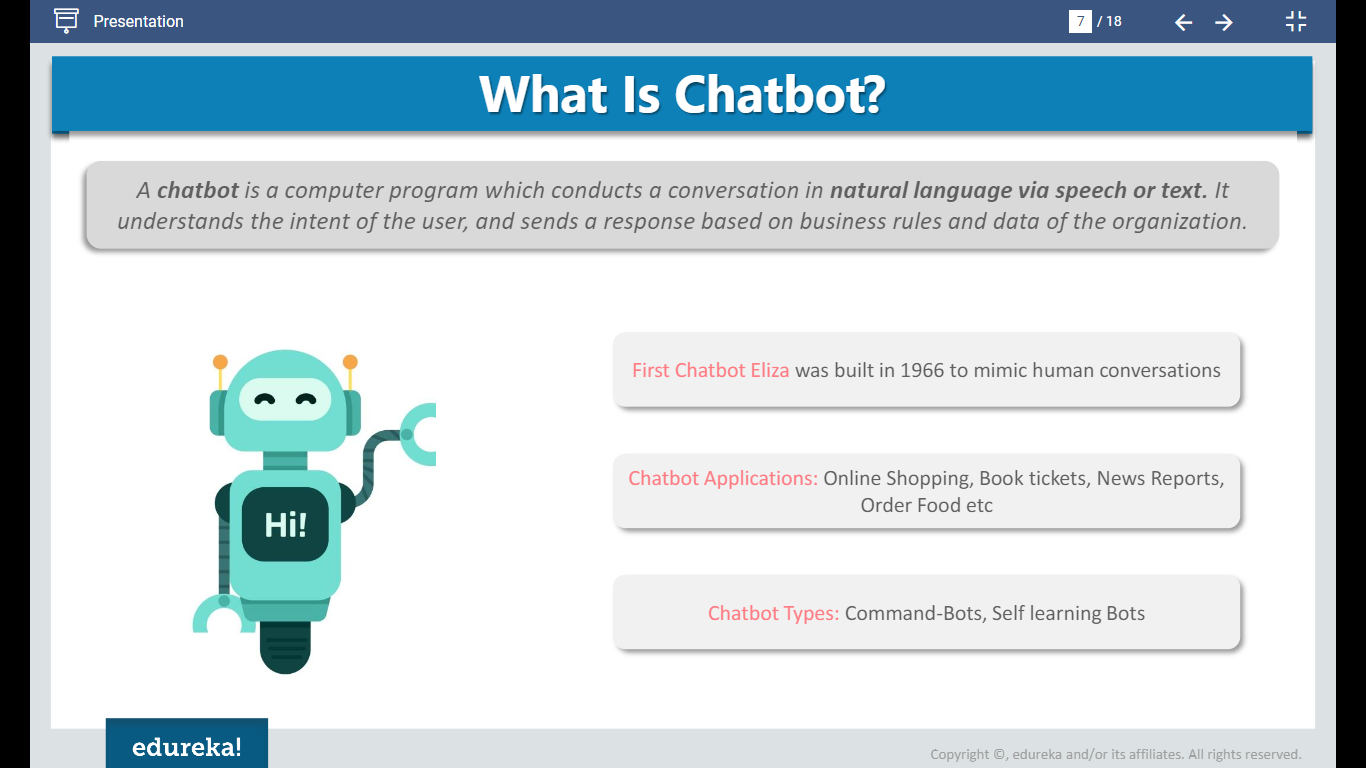 Presentation
7 / 18
What Is Chatbot?
A chatbot is a computer program which conducts a conversation in natural language via speech or text. It
understands the intent of the user, and sends a response based on business rules and data of the organization.
First Chatbot Eliza was built in 1966 to mimic human conversations
Chatbot Applications: Online Shopping, Book tickets, News Reports,
Order Food etc
Hi!
Chatbot Types: Command-Bots, Self learning Bots
edureka!
Copyright ©, edureka and/or its affiliates. All rights reserved.